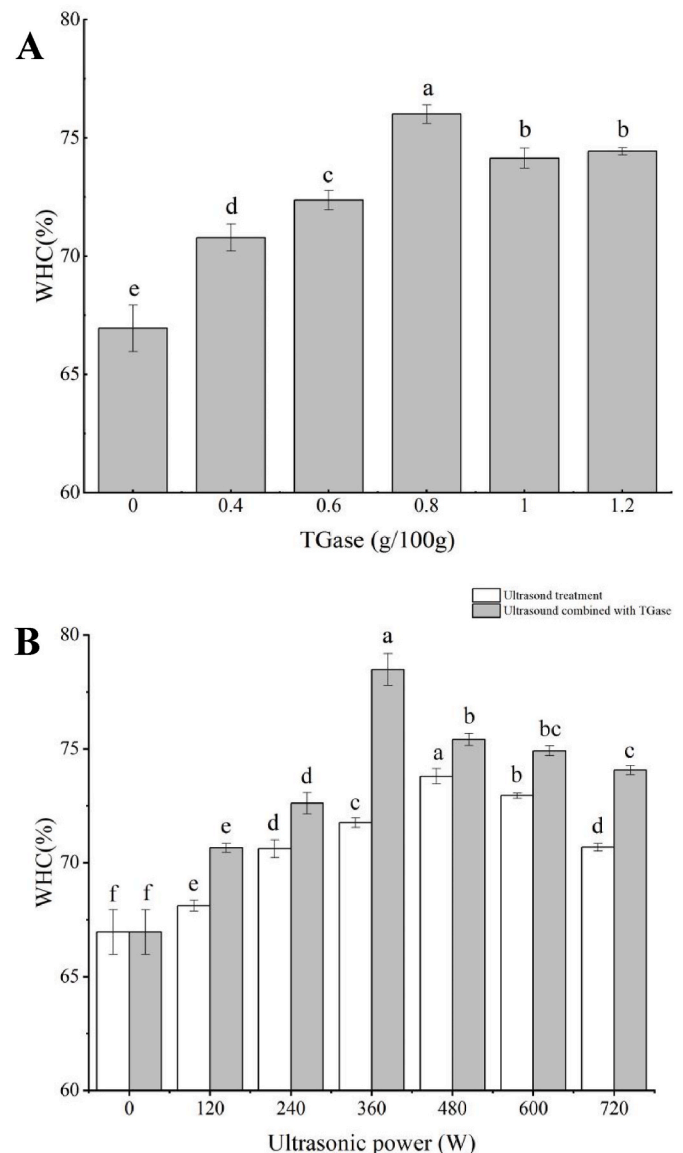 A
80
75
70
65
60
WHC(%)
e
d
c
a
b
b
0 0.4 0.6 0.8 1 1.2
TGase (g/100g)
Ultrasond treatment
Ultrasound combined with TGase
B
80
75
70
65
60
WHC(%)
f f
e e
d d
c a
a b
b bc
d c
0 120 240 360 480 600 720
Ultrasonic power (W)